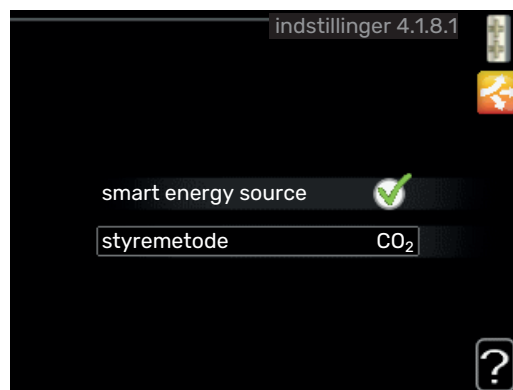 indstillinger 4.1.8.1
smart energy source
styremetode CO₂
?